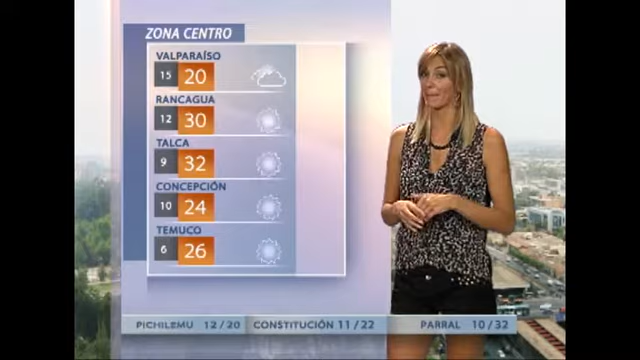 ZONA CENTRO
VALPARAÍSO
15 20
RANCAGUA
12 30
TALCA
9 32
CONCEPCIÓN
10 24
TEMUCO
6 26
PICHILEMU 12/20 CONSTITUCIÓN 11/22 PARRAL 10/32